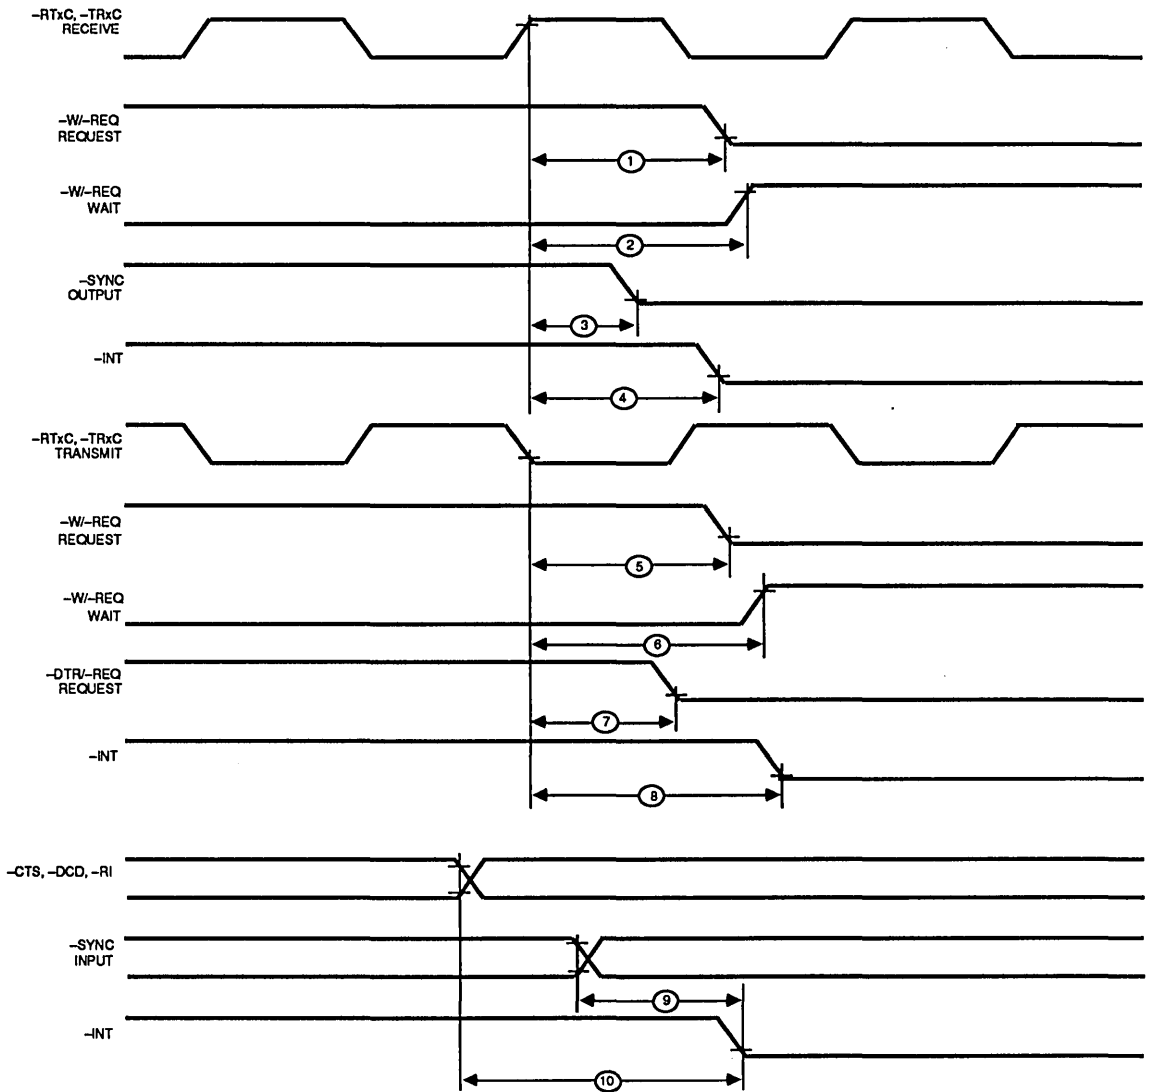 –RTxC, –TRxC
RECEIVE
–W/–REQ
REQUEST
1
–W/–REQ
WAIT
2
–SYNC
OUTPUT
3
–INT
4
–RTxC, –TRxC
TRANSMIT
–W/–REQ
REQUEST
5
–W/–REQ
WAIT
6
–DTR/–REQ
REQUEST
7
–INT
8
–CTS, –DCD, –RI
–SYNC
INPUT
9
–INT
10